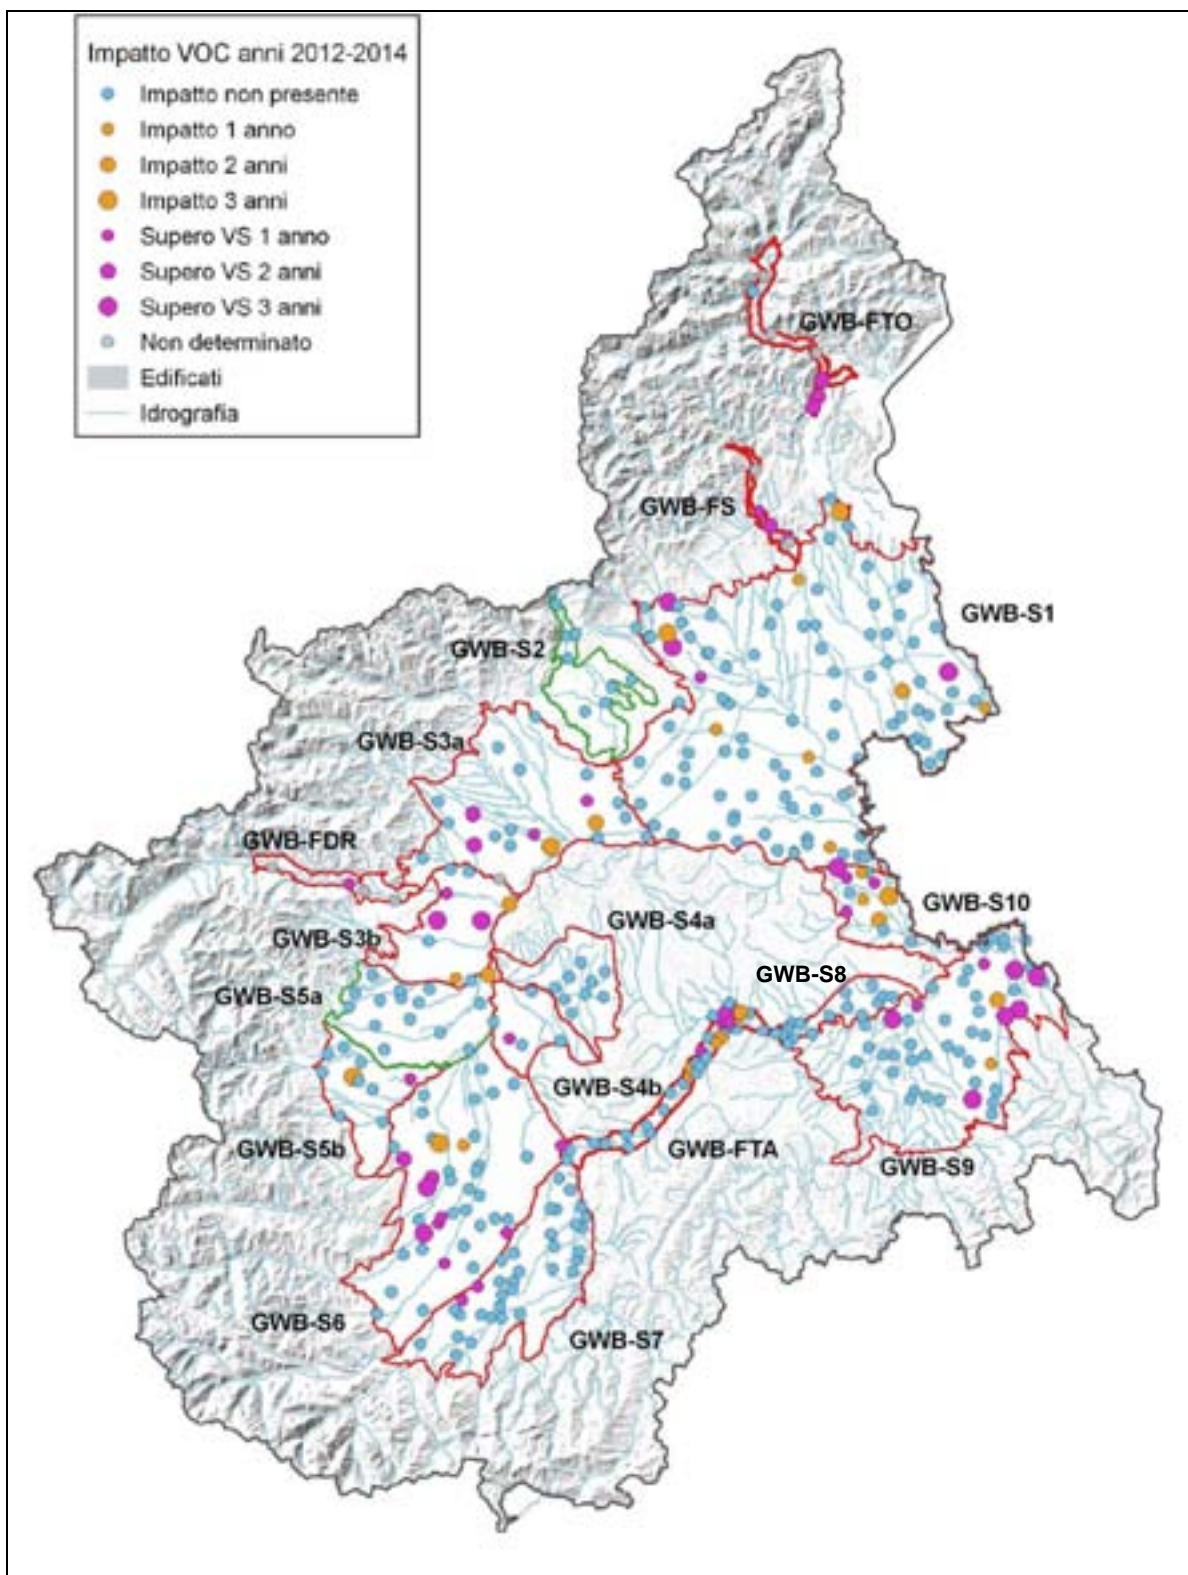 Impatto VOC anni 2012-2014
Impatto non presente
Impatto 1 anno
Impatto 2 anni
Impatto 3 anni
Supero VS 1 anno
Supero VS 2 anni
Supero VS 3 anni
Non determinato
Edificati
Idrografia
GWB-FTO
GWB-FS
GWB-S1
GWB-S2
GWB-S3a
GWB-FDR
GWB-S10
GWB-S4a
GWB-S3b
GWB-S8
GWB-S5a
GWB-S4b
GWB-S5b
GWB-FTA
GWB-S9
GWB-S6
GWB-S7